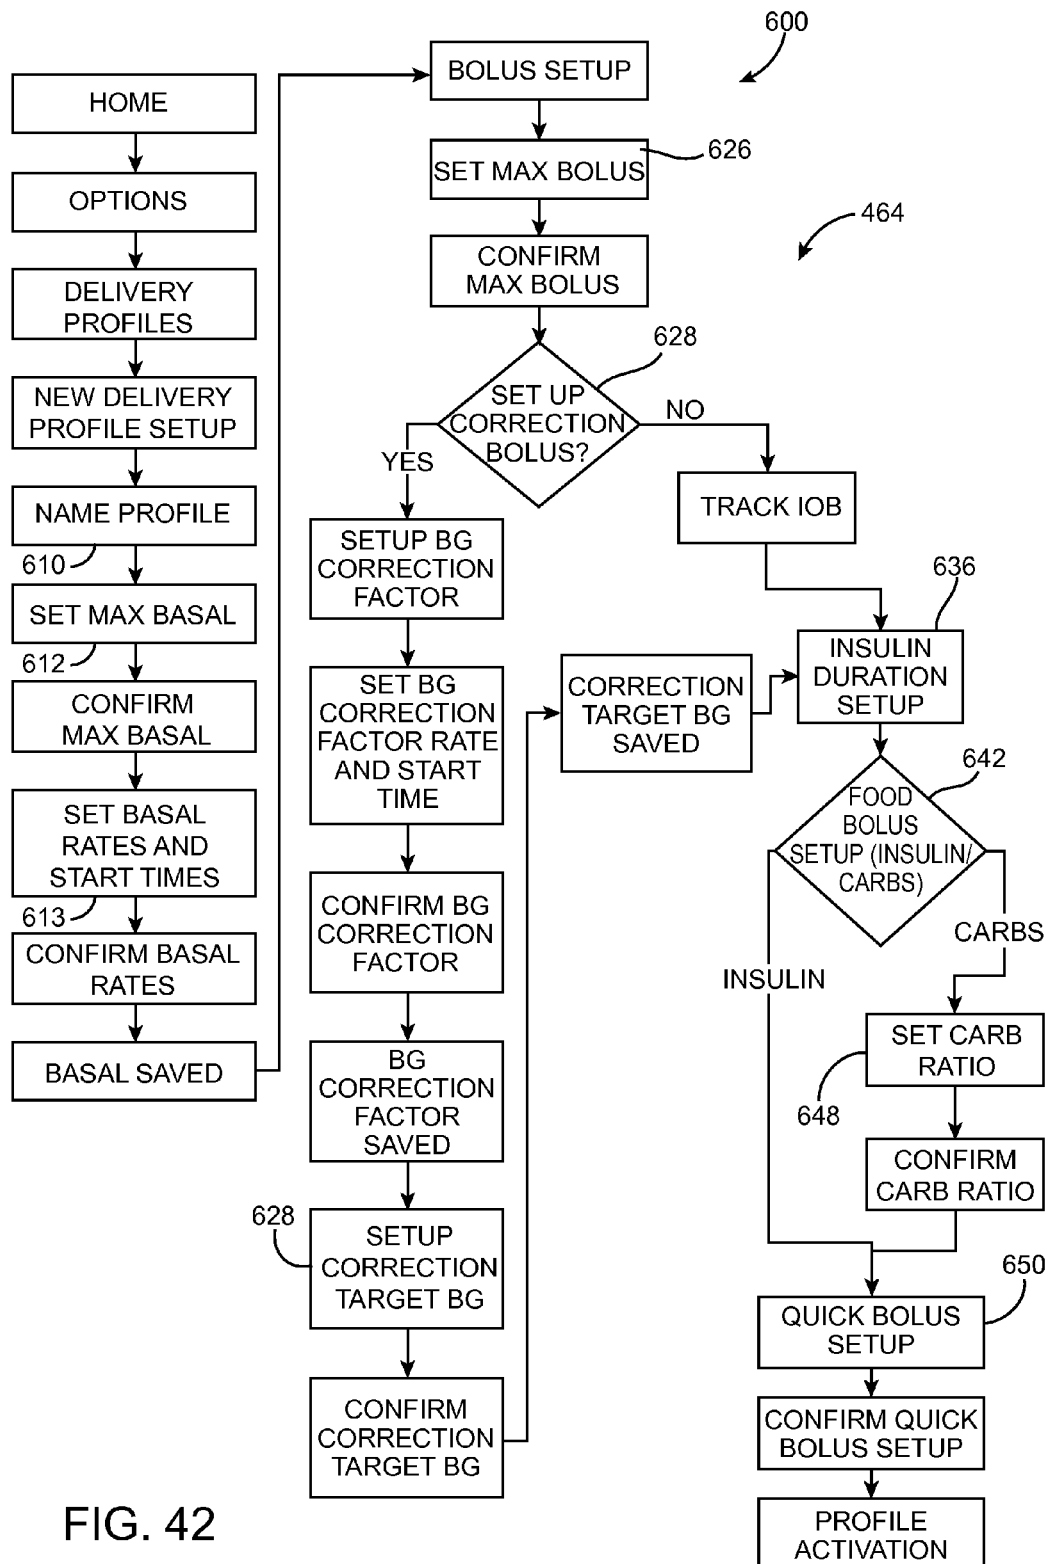 HOME
OPTIONS
DELIVERY
PROFILES
NEW DELIVERY
PROFILE SETUP
NAME PROFILE
610
SET MAX BASAL
612
CONFIRM
MAX BASAL
SET BASAL
RATES AND
START TIMES
613
CONFIRM BASAL
RATES
BASAL SAVED
600
BOLUS SETUP
SET MAX BOLUS
626
464
CONFIRM
MAX BOLUS
628
SET UP
CORRECTION
BOLUS?
YES
NO
SETUP BG
CORRECTION
FACTOR
SET BG
CORRECTION
FACTOR RATE
AND START
TIME
CONFIRM BG
CORRECTION
FACTOR
BG
CORRECTION
FACTOR
SAVED
628
SETUP
CORRECTION
TARGET BG
CONFIRM
CORRECTION
TARGET BG
CORRECTION
TARGET BG
SAVED
TRACK IOB
636
INSULIN
DURATION
SETUP
642
FOOD
BOLUS
SETUP (INSULIN/
CARBS)
INSULIN
CARBS
SET CARB
RATIO
648
CONFIRM
CARB RATIO
650
QUICK BOLUS
SETUP
CONFIRM QUICK
BOLUS SETUP
PROFILE
ACTIVATION
FIG. 42